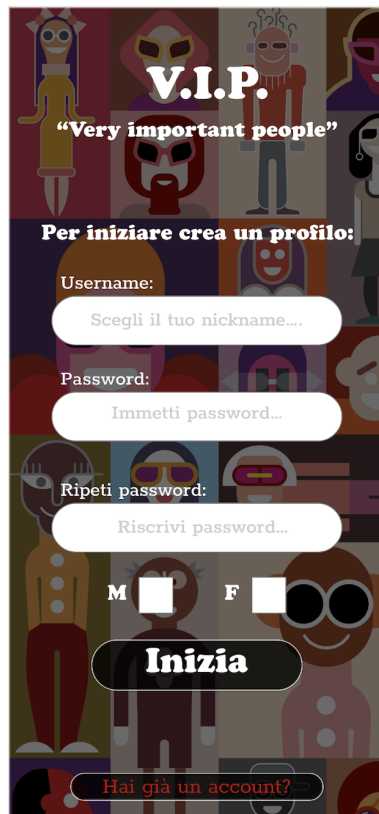 V.I.P.
“Very important people”
Per iniziare crea un profilo:
Username:
Scegli il tuo nickname....
Password:
Immetti password...
Ripeti password:
Riscrivi password...
M F
Inizia
Hai già un account?